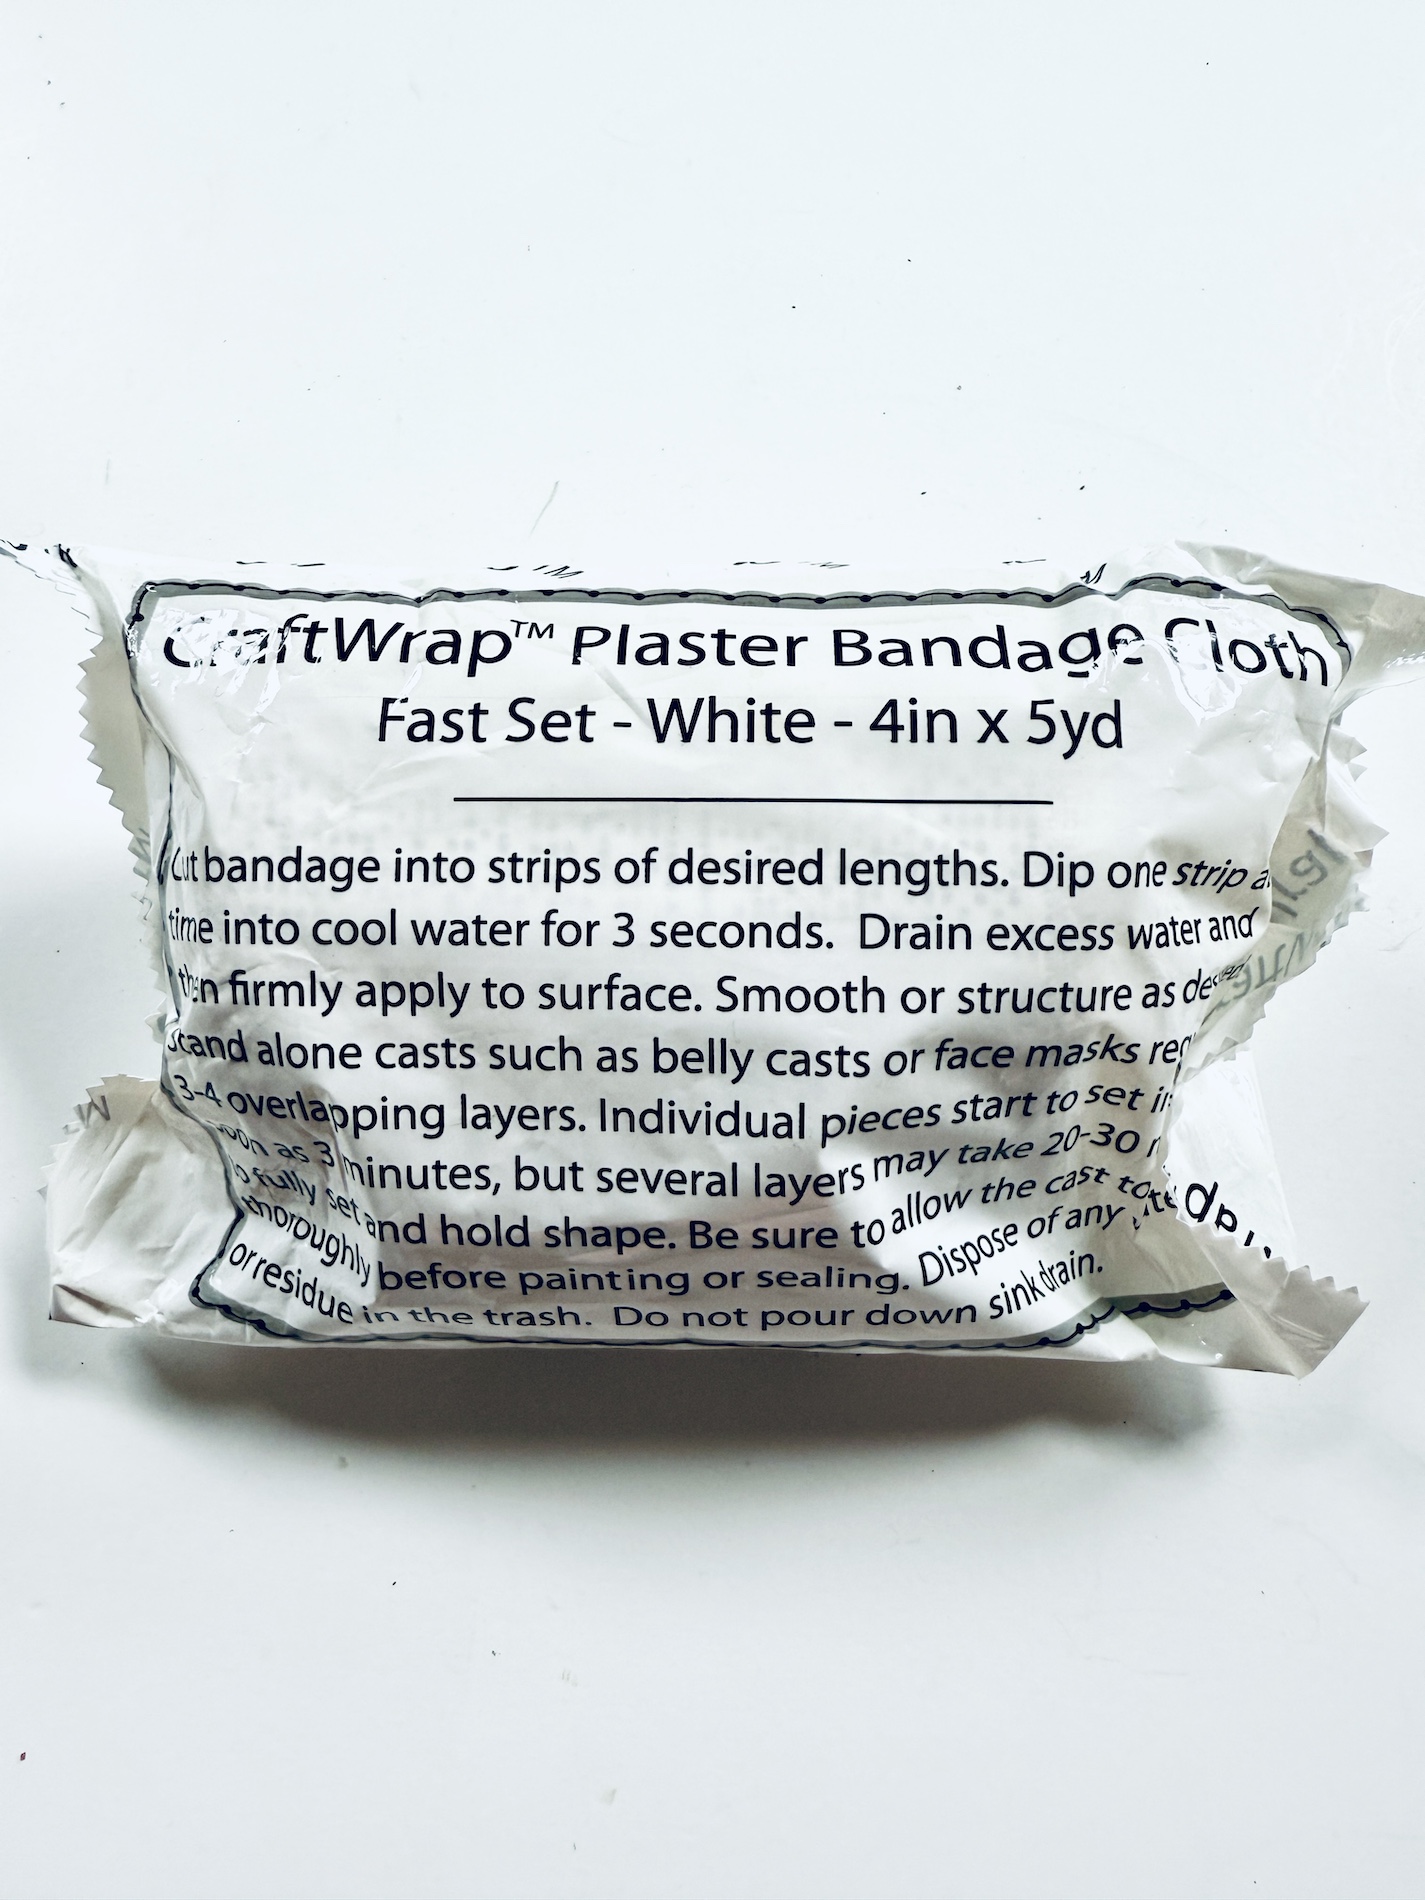 CraftWrap™ Plaster Bandage Cloth
Fast Set - White - 4in x 5yd
Cut bandage into strips of desired lengths. Dip one strip
time into cool water for 3 seconds. Drain excess water and
then firmly apply to surface. Smooth or structure as
Stand alone casts such as belly casts or face masks
3-4 overlapping layers. Individual pieces start to set
soon as 3 minutes, but several layers may take 20-30
to fully set and hold shape. Be sure to allow the cast to
thoroughly before painting or sealing. Dispose of any
or residue in the trash. Do not pour down sink drain.